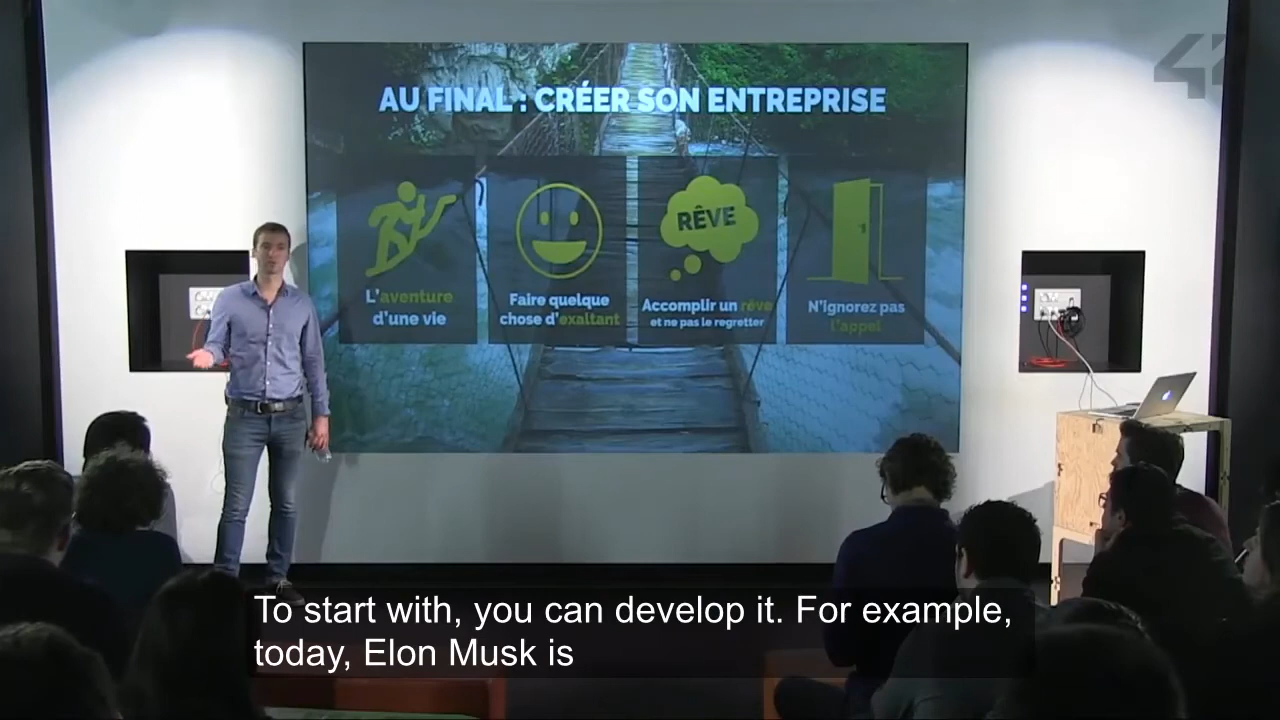 42
AU FINAL : CRÉER SON ENTREPRISE
L'aventure
d'une vie
Faire quelque
chose d'exaltant
RÊVE
Accomplir un rêve
et ne pas le regretter
N'ignorez pas
l'appel
To start with, you can develop it. For example,
today, Elon Musk is